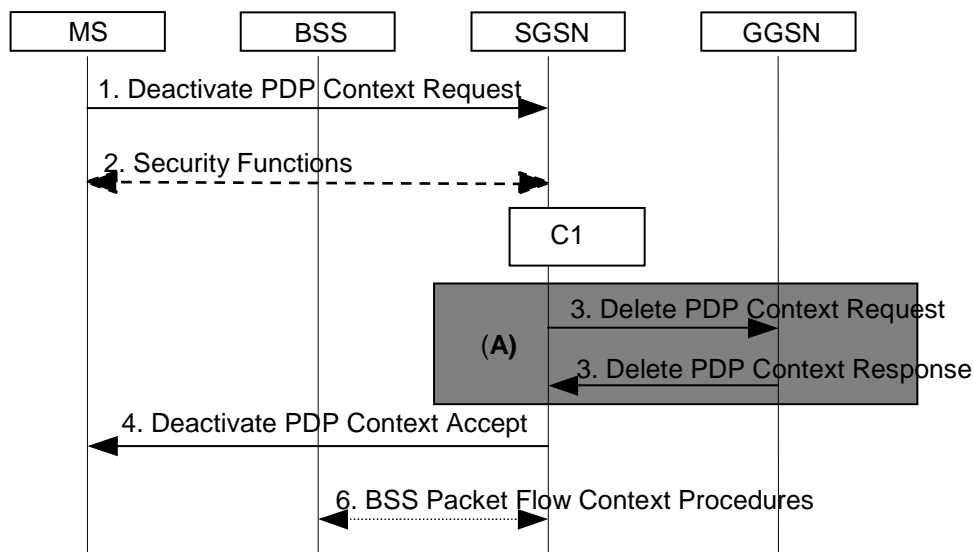 MS
BSS
SGSN
GGSN
1. Deactivate PDP Context Request
2. Security Functions
C1
3. Delete PDP Context Request
(A)
3. Delete PDP Context Response
4. Deactivate PDP Context Accept
6. BSS Packet Flow Context Procedures